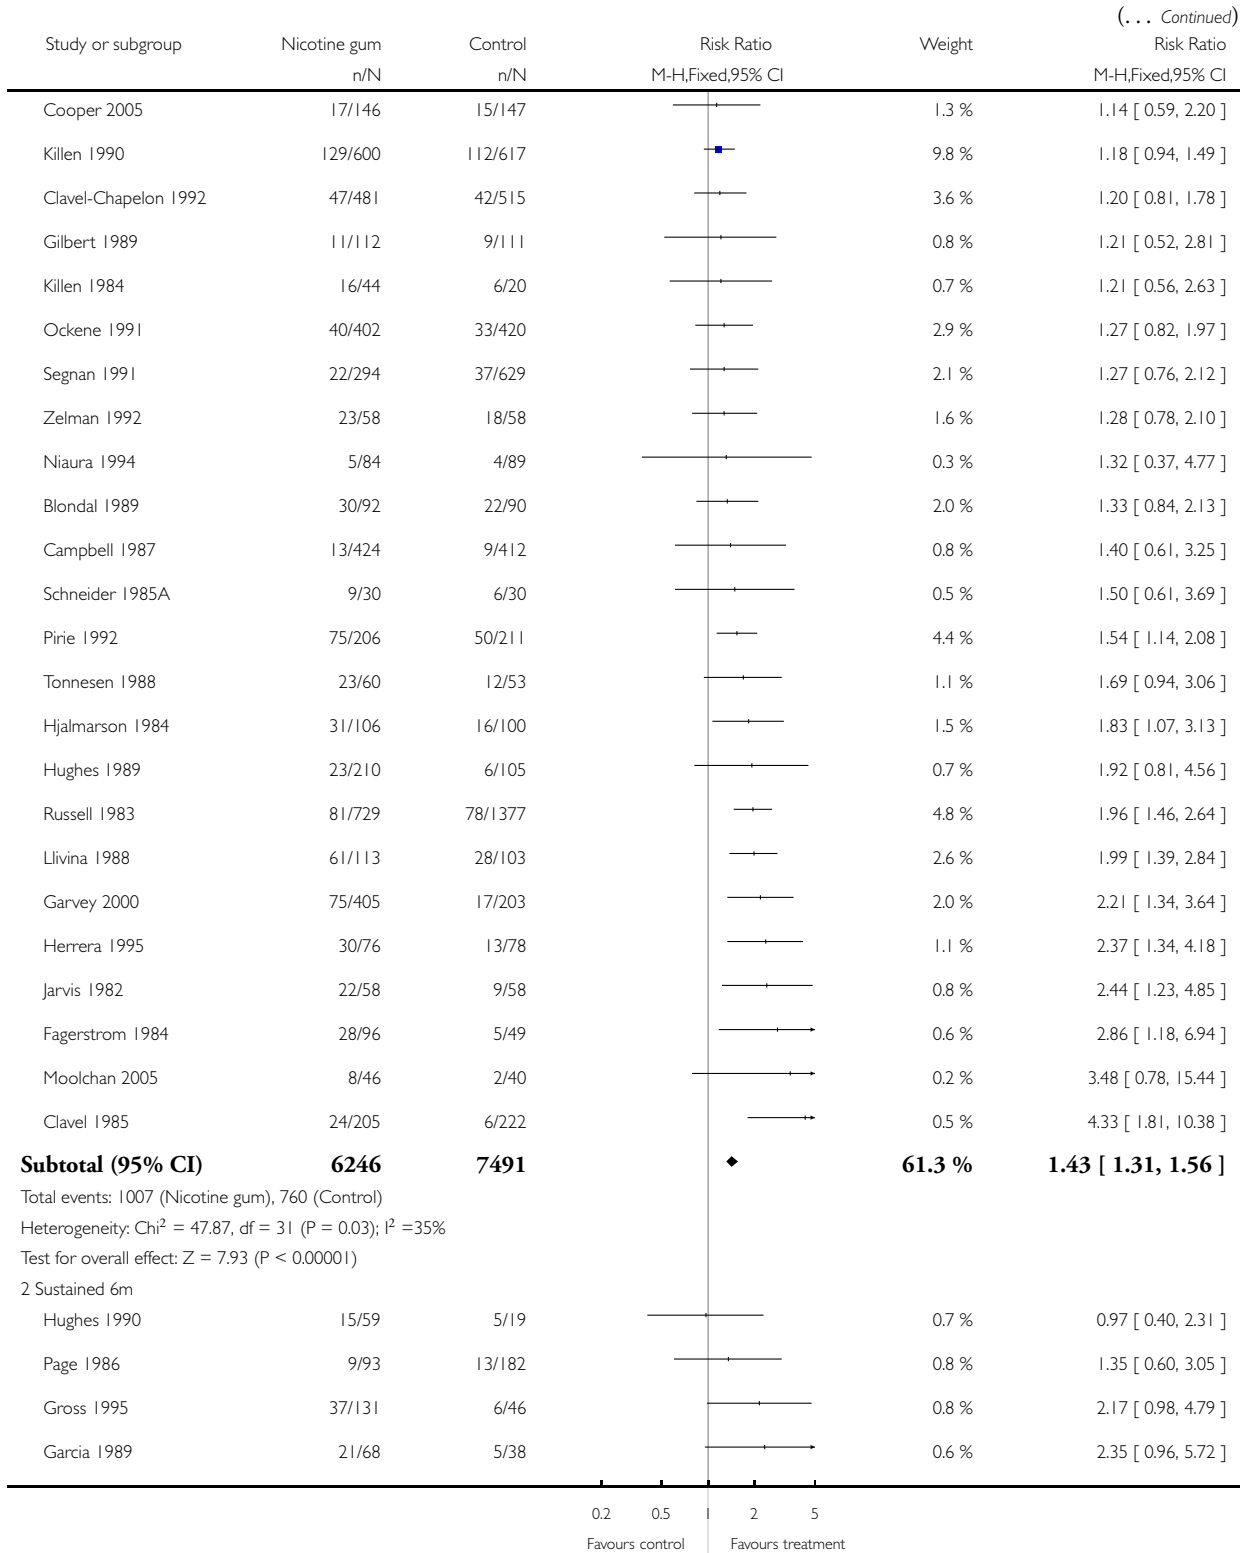 (... Continued)
Study or subgroup Nicotine gum Control Risk Ratio Weight Risk Ratio
n/N n/N M-H,Fixed,95% CI M-H,Fixed,95% CI
Cooper 2005 17/146 15/147 1.3 % 1.14 [ 0.59, 2.20 ]
Killen 1990 129/600 112/617 9.8 % 1.18 [ 0.94, 1.49 ]
Clavel-Chapelon 1992 47/481 42/515 3.6 % 1.20 [ 0.81, 1.78 ]
Gilbert 1989 11/112 9/111 0.8 % 1.21 [ 0.52, 2.81 ]
Killen 1984 16/44 6/20 0.7 % 1.21 [ 0.56, 2.63 ]
Ockene 1991 40/402 33/420 2.9 % 1.27 [ 0.82, 1.97 ]
Segnan 1991 22/294 37/629 2.1 % 1.27 [ 0.76, 2.12 ]
Zelman 1992 23/58 18/58 1.6 % 1.28 [ 0.78, 2.10 ]
Niaura 1994 5/84 4/89 0.3 % 1.32 [ 0.37, 4.77 ]
Blondal 1989 30/92 22/90 2.0 % 1.33 [ 0.84, 2.13 ]
Campbell 1987 13/424 9/412 0.8 % 1.40 [ 0.61, 3.25 ]
Schneider 1985A 9/30 6/30 0.5 % 1.50 [ 0.61, 3.69 ]
Pirie 1992 75/206 50/211 4.4 % 1.54 [ 1.14, 2.08 ]
Tonnesen 1988 23/60 12/53 1.1 % 1.69 [ 0.94, 3.06 ]
Hjalmarson 1984 31/106 16/100 1.5 % 1.83 [ 1.07, 3.13 ]
Hughes 1989 23/210 6/105 0.7 % 1.92 [ 0.81, 4.56 ]
Russell 1983 81/729 78/1377 4.8 % 1.96 [ 1.46, 2.64 ]
Llivina 1988 61/113 28/103 2.6 % 1.99 [ 1.39, 2.84 ]
Garvey 2000 75/405 17/203 2.0 % 2.21 [ 1.34, 3.64 ]
Herrera 1995 30/76 13/78 1.1 % 2.37 [ 1.34, 4.18 ]
Jarvis 1982 22/58 9/58 0.8 % 2.44 [ 1.23, 4.85 ]
Fagerstrom 1984 28/96 5/49 0.6 % 2.86 [ 1.18, 6.94 ]
Moolchan 2005 8/46 2/40 0.2 % 3.48 [ 0.78, 15.44 ]
Clavel 1985 24/205 6/222 0.5 % 4.33 [ 1.81, 10.38 ]
Subtotal (95% CI) 6246 7491 61.3 % 1.43 [ 1.31, 1.56 ]
Total events: 1007 (Nicotine gum), 760 (Control)
Heterogeneity: Chi² = 47.87, df = 31 (P = 0.03); I² =35%
Test for overall effect: Z = 7.93 (P < 0.00001)
2 Sustained 6m
Hughes 1990 15/59 5/19 0.7 % 0.97 [ 0.40, 2.31 ]
Page 1986 9/93 13/182 0.8 % 1.35 [ 0.60, 3.05 ]
Gross 1995 37/131 6/46 0.8 % 2.17 [ 0.98, 4.79 ]
Garcia 1989 21/68 5/38 0.6 % 2.35 [ 0.96, 5.72 ]
0.2 0.5 1 2 5
Favours control Favours treatment